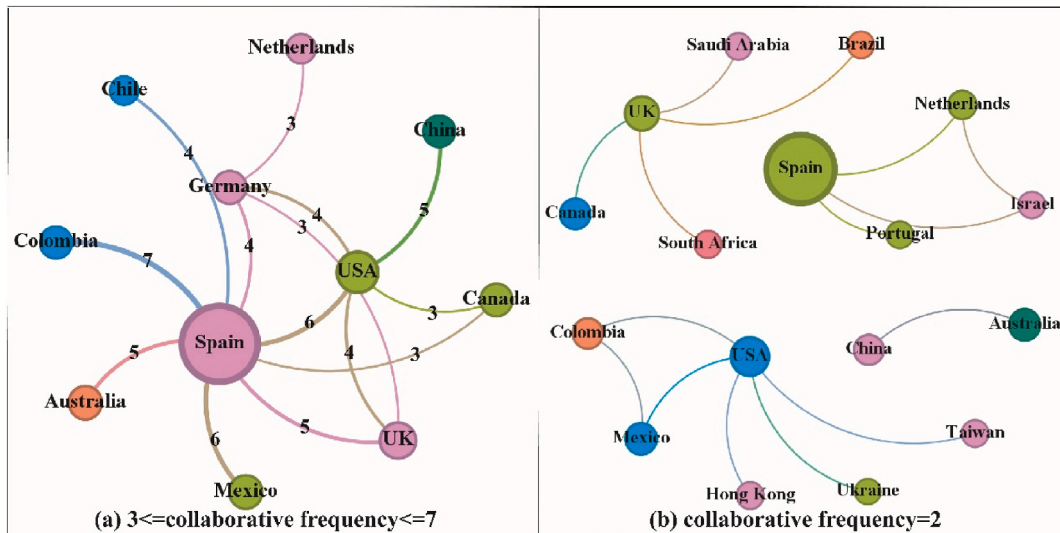 Netherlands
Chile
3
China
4
Germany
4
3
5
Colombia
7
4
USA
Canada
3
6
Spain
4
3
5
Australia
5
UK
6
Mexico
(a) 3<=collaborative frequency<=7
Saudi Arabia
Brazil
UK
Netherlands
Spain
Canada
Israel
Portugal
South Africa
Colombia
USA
Australia
China
Mexico
Taiwan
Hong Kong
Ukraine
(b) collaborative frequency=2